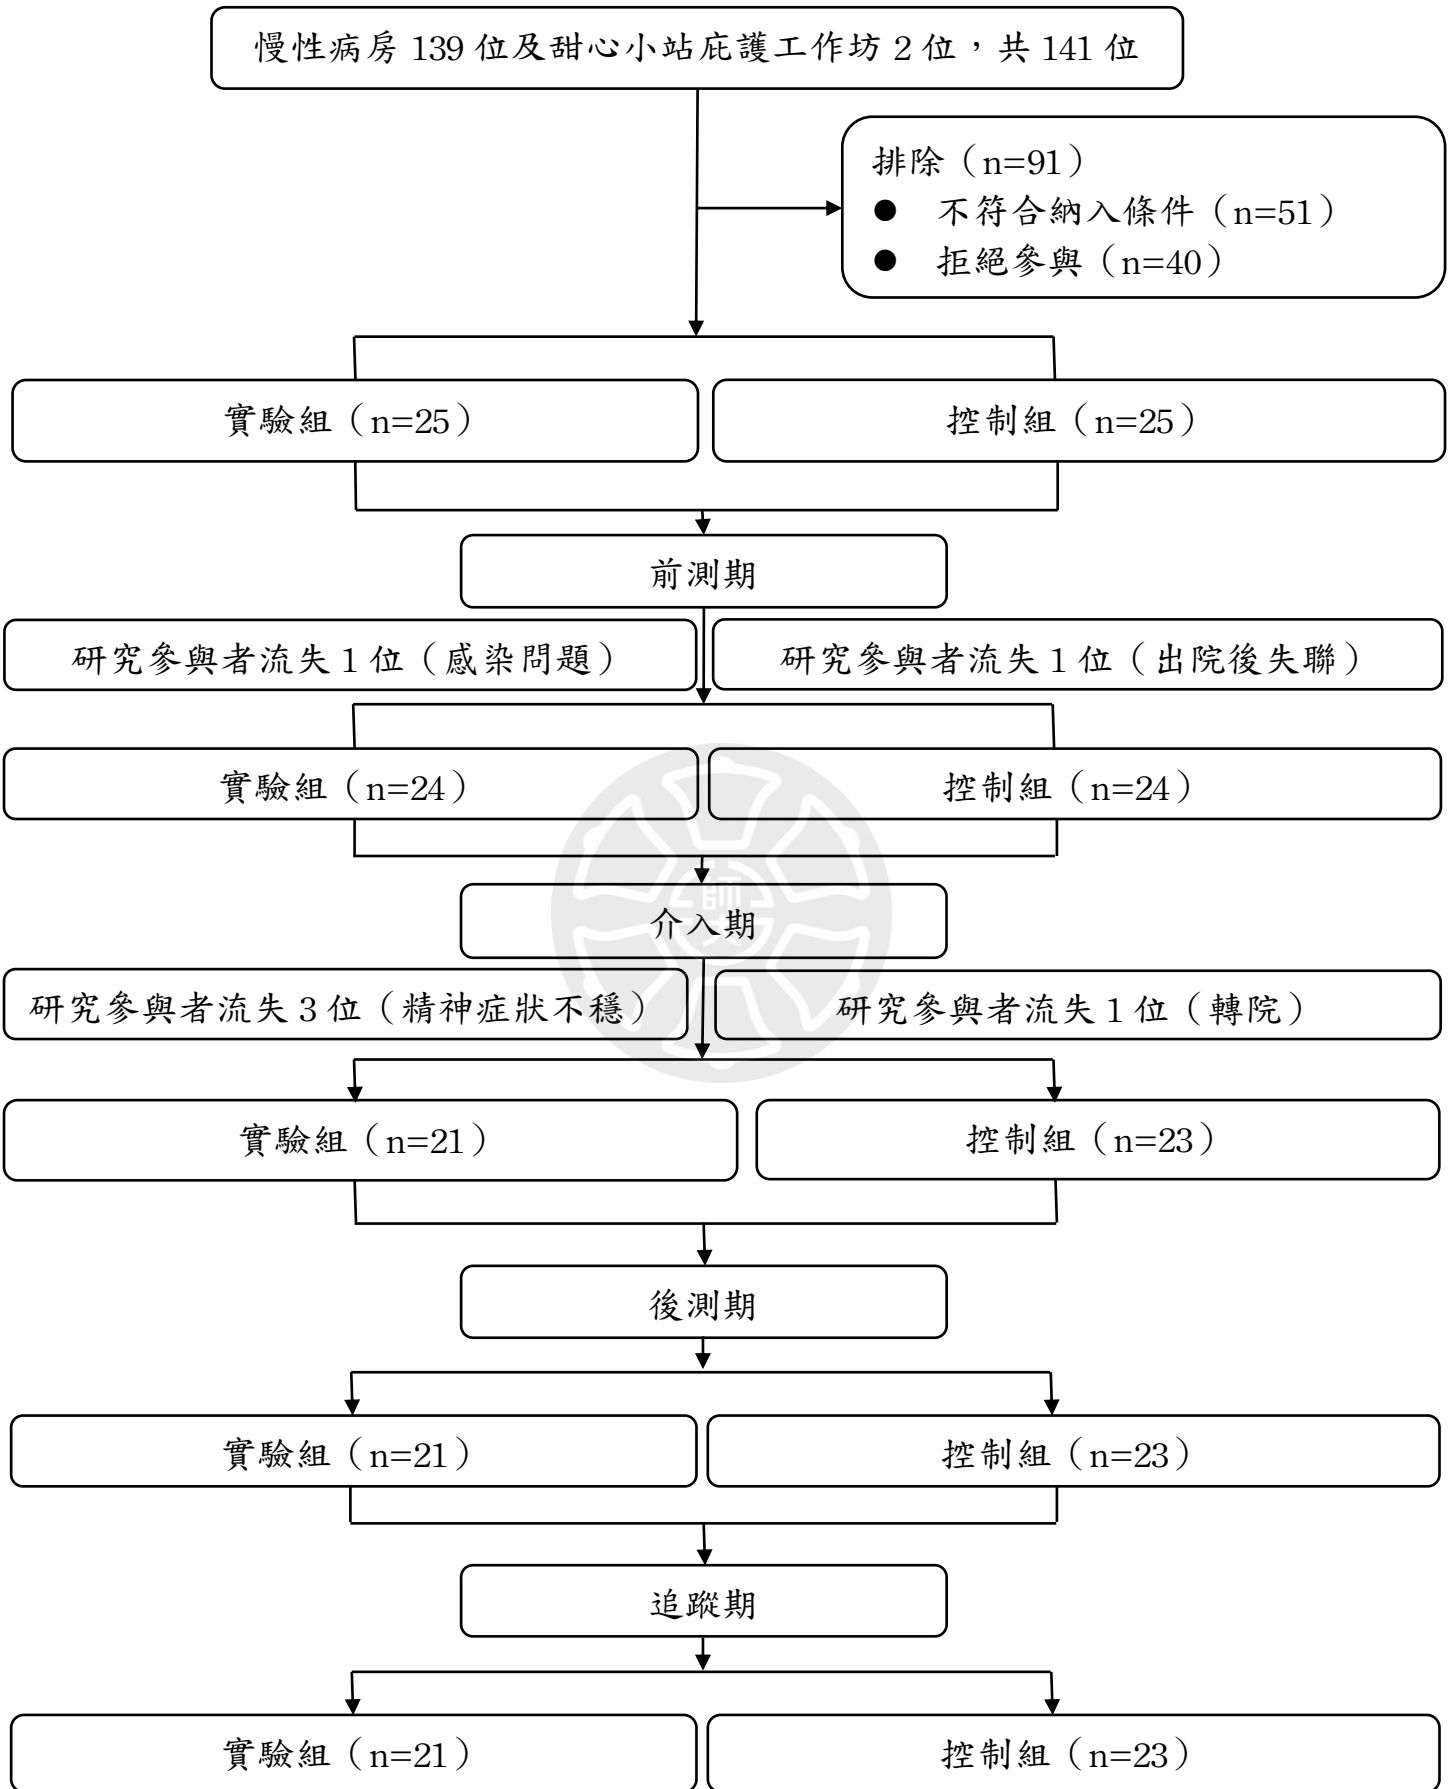 慢性病房 139 位及甜心小站庇護工作坊 2 位，共 141 位
排除（n=91）
● 不符合納入條件（n=51）
● 拒絕參與（n=40）
實驗組（n=25）
控制組（n=25）
前測期
研究參與者流失 1 位（感染問題）
研究參與者流失 1 位（出院後失聯）
實驗組（n=24）
控制組（n=24）
介入期
研究參與者流失 3 位（精神症狀不穩）
研究參與者流失 1 位（轉院）
實驗組（n=21）
控制組（n=23）
後測期
實驗組（n=21）
控制組（n=23）
追蹤期
實驗組（n=21）
控制組（n=23）